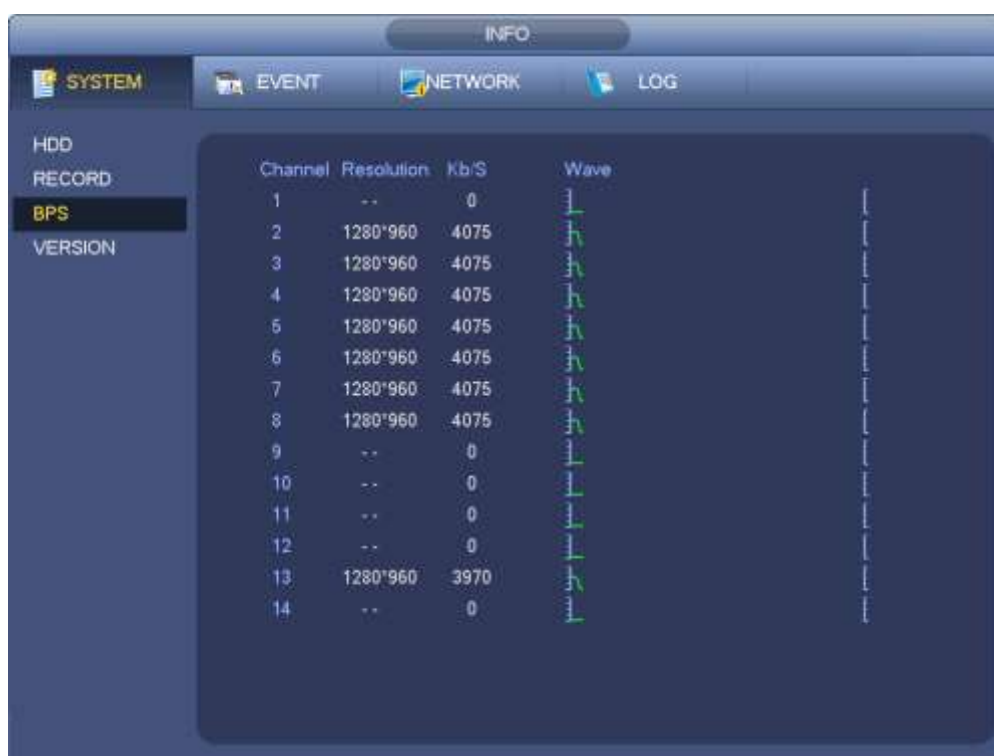 INFO
SYSTEM EVENT NETWORK LOG
HDD
RECORD
BPS
VERSION
Channel Resolution Kb/S Wave
1 -- 0
2 1280*960 4075
3 1280*960 4075
4 1280*960 4075
5 1280*960 4075
6 1280*960 4075
7 1280*960 4075
8 1280*960 4075
9 -- 0
10 -- 0
11 -- 0
12 -- 0
13 1280*960 3970
14 -- 0